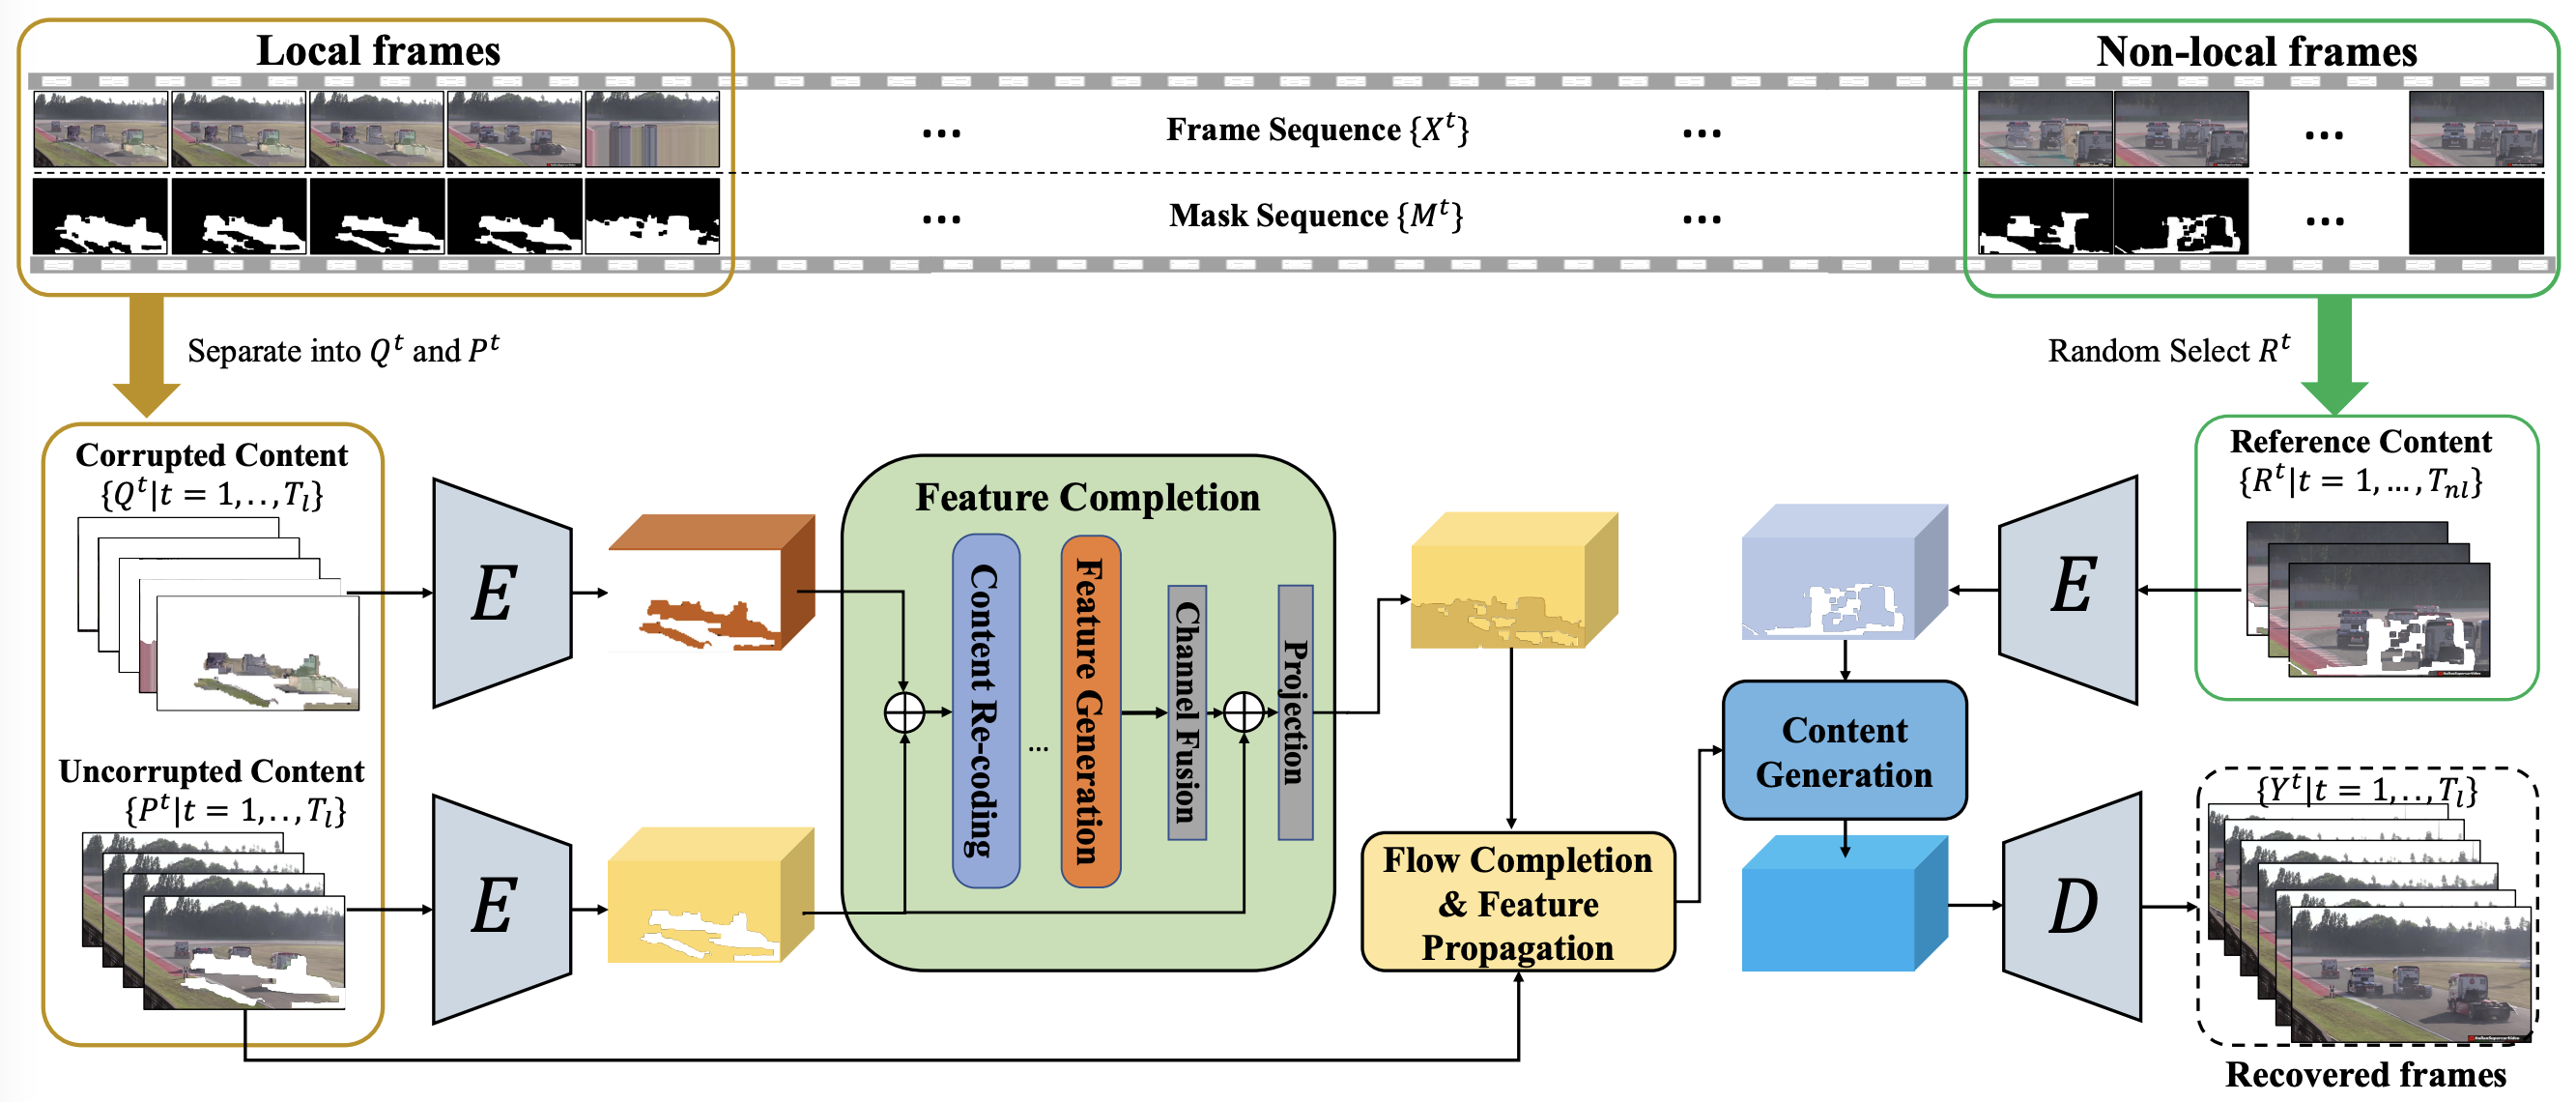 Local frames
Non-local frames
... Frame Sequence {X^t} ...
...
... Mask Sequence {M^t} ...
...
Separate into Q^t and P^t
Random Select R^t
Corrupted Content
{Q^t|t = 1,..,T_l}
E
Feature Completion
Content Re-coding
...
Feature Generation
Channel Fusion
Projection
E
Reference Content
{R^t|t = 1,...,T_nl}
Uncorrupted Content
{P^t|t = 1,..,T_l}
E
Flow Completion
& Feature
Propagation
Content
Generation
D
{Y^t|t = 1,..,T_l}
Recovered frames